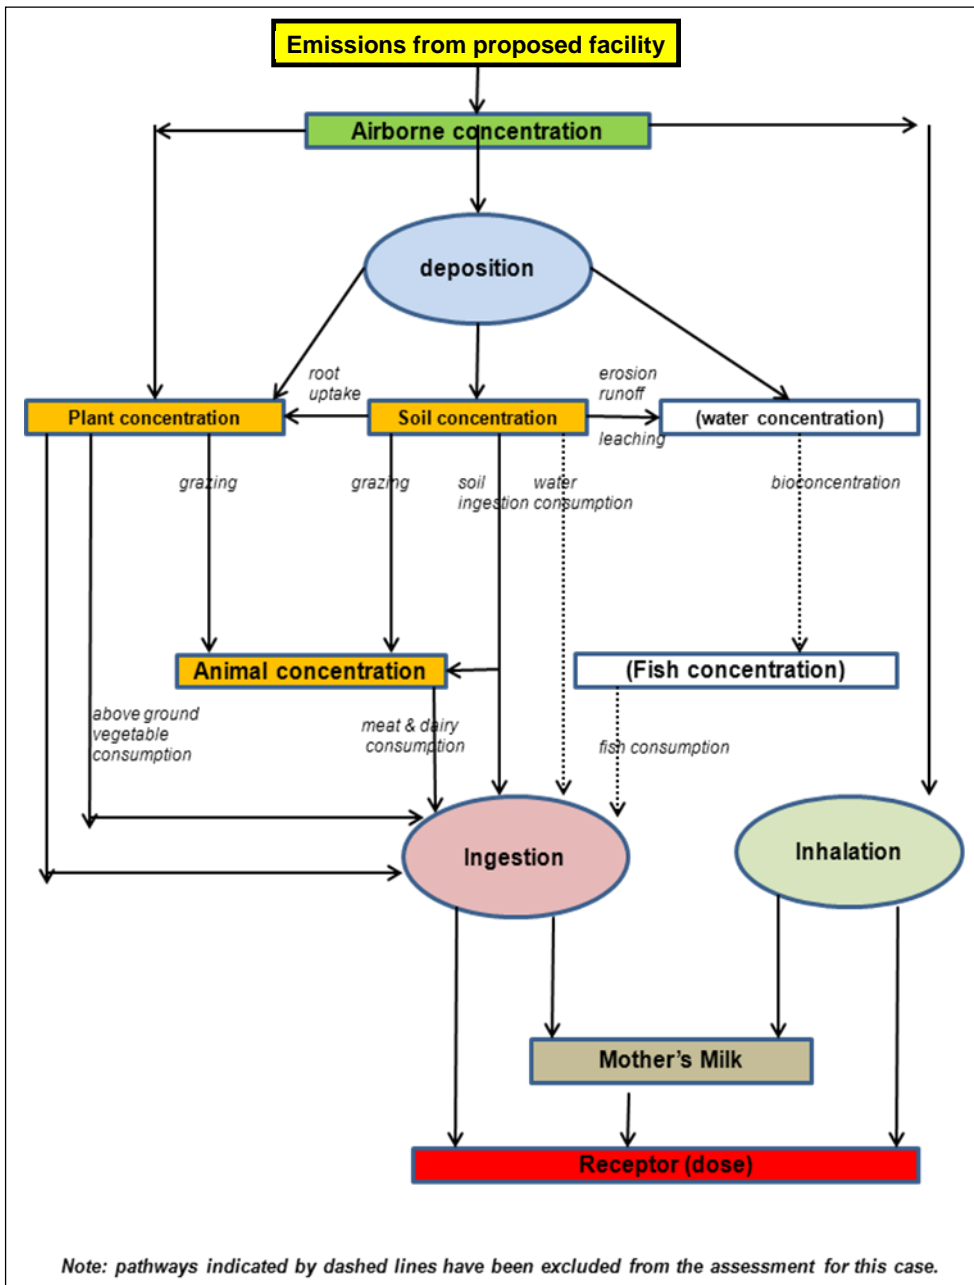 Emissions from proposed facility
Airborne concentration
deposition
root
uptake
erosion
runoff
Plant concentration
Soil concentration
(water concentration)
leaching
grazing
grazing
soil
ingestion
water
consumption
bioconcentration
Animal concentration
(Fish concentration)
above ground
vegetable
consumption
meat & dairy
consumption
fish consumption
Ingestion
Inhalation
Mother's Milk
Receptor (dose)
Note: pathways indicated by dashed lines have been excluded from the assessment for this case.